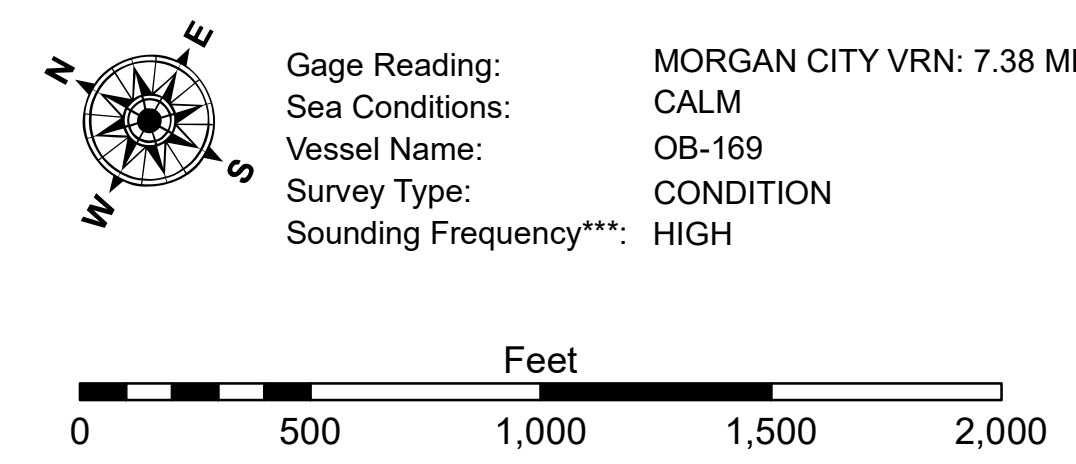 N
E
S
W
Gage Reading: MORGAN CITY VRN: 7.38
Sea Conditions: CALM
Vessel Name: OB-169
Survey Type: CONDITION
Sounding Frequency***: HIGH
Feet
0 500 1,000 1,500 2,000